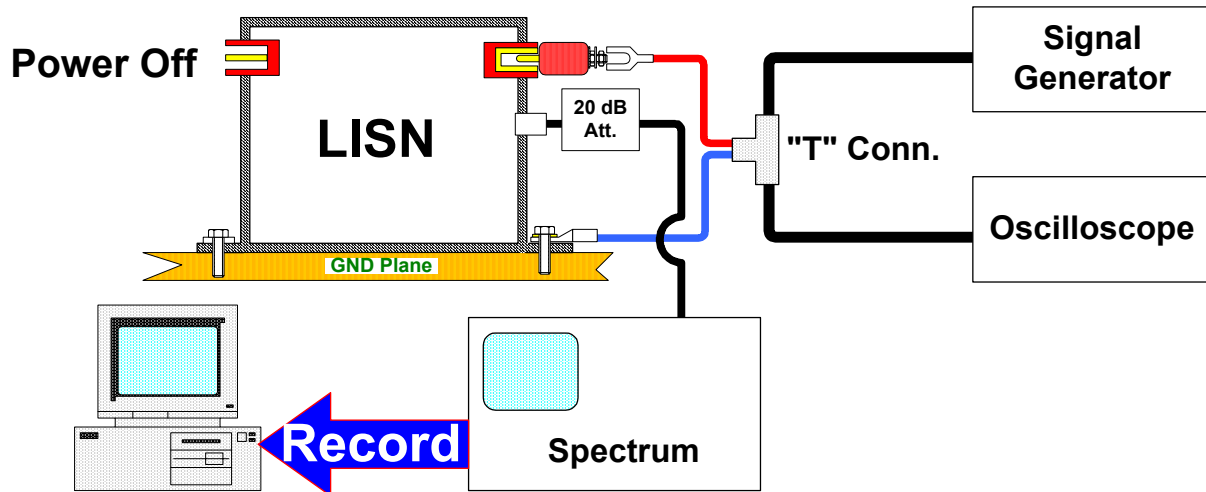 Power Off
LISN
20 dB
Att.
Signal
Generator
"T" Conn.
Oscilloscope
GND Plane
Record
Spectrum